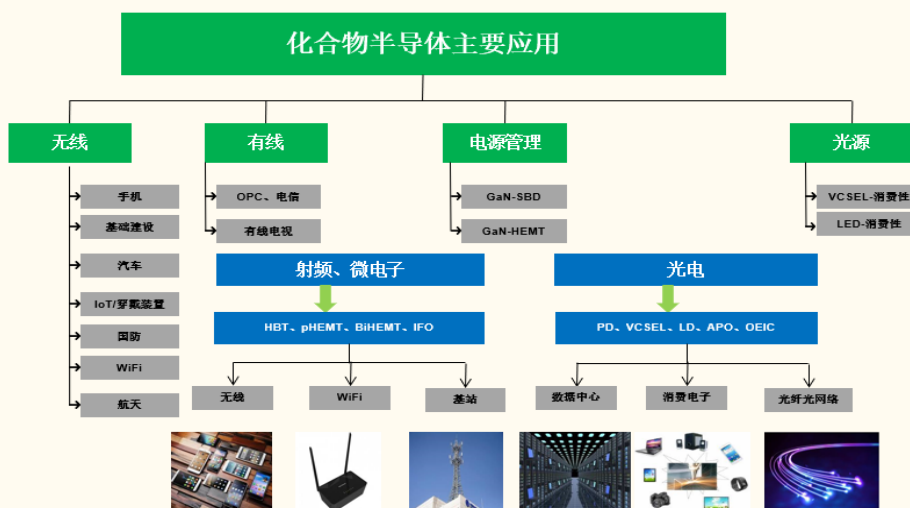 化合物半导体主要应用
无线
有线
电源管理
光源
手机
基础建设
汽车
IoT/穿戴装置
国防
WiFi
航天
OPC、电信
有线电视
GaN-SBD
GaN-HEMT
VCSEL-消费性
LED-消费性
射频、微电子
HBT、pHEMT、BiHEMT、IFO
无线
WiFi
基站
光电
PD、VCSEL、LD、APO、OEIC
数据中心
消费电子
光纤光网络